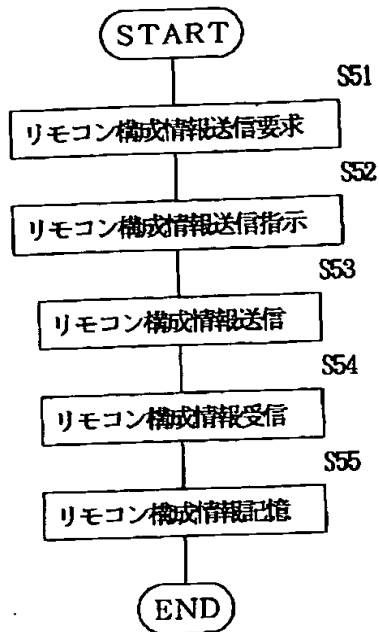 START
S51
リモコン構成情報送信要求
S52
リモコン構成情報送信指示
S53
リモコン構成情報送信
S54
リモコン構成情報受信
S55
リモコン構成情報記憶
END